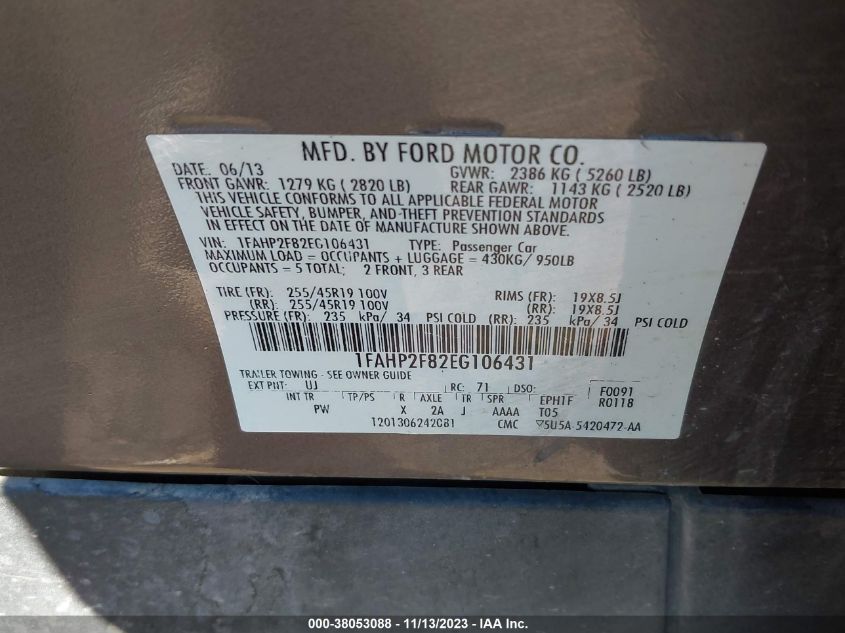 MFD. BY FORD MOTOR CO.
DATE: 06/13 GVWR: 2386 KG ( 5260 LB)
FRONT GAWR: 1279 KG ( 2820 LB) REAR GAWR: 1143 KG ( 2520 LB)
THIS VEHICLE CONFORMS TO ALL APPLICABLE FEDERAL MOTOR
VEHICLE SAFETY, BUMPER, AND THEFT PREVENTION STANDARDS
IN EFFECT ON THE DATE OF MANUFACTURE SHOWN ABOVE.
VIN: 1FAHP2F82EG106431 TYPE: Passenger Car
MAXIMUM LOAD = OCCUPANTS + LUGGAGE = 430KG/ 950LB
OCCUPANTS = 5 TOTAL; 2 FRONT, 3 REAR
TIRE (FR): 255/45R19 100V RIMS (FR): 19X8.5J
(RR): 255/45R19 100V (RR): 19X8.5J
PRESSURE (FR): 235 kPa/ 34 PSI COLD (RR): 235 kPa/ 34 PSI COLD
1FAHP2F82EG106431
TRAILER TOWING - SEE OWNER GUIDE
EXT PNT: UJ RC: 71 DSO: F0091
INT TR TP/PS R AXLE TR SPR EPH1F R0118
PW X 2A J AAAA T05
1201306242081 CMC 5U5A-5420472-AA
000-38053088 - 11/13/2023 - IAA Inc.